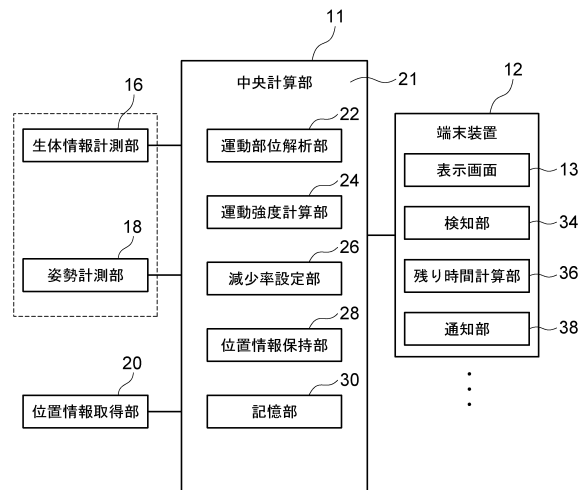 11
21
中央計算部
16
生体情報計測部
18
姿勢計測部
20
位置情報取得部
22
運動部位解析部
24
運動強度計算部
26
減少率設定部
28
位置情報保持部
30
記憶部
12
端末装置
表示画面
13
検知部
34
残り時間計算部
36
通知部
38